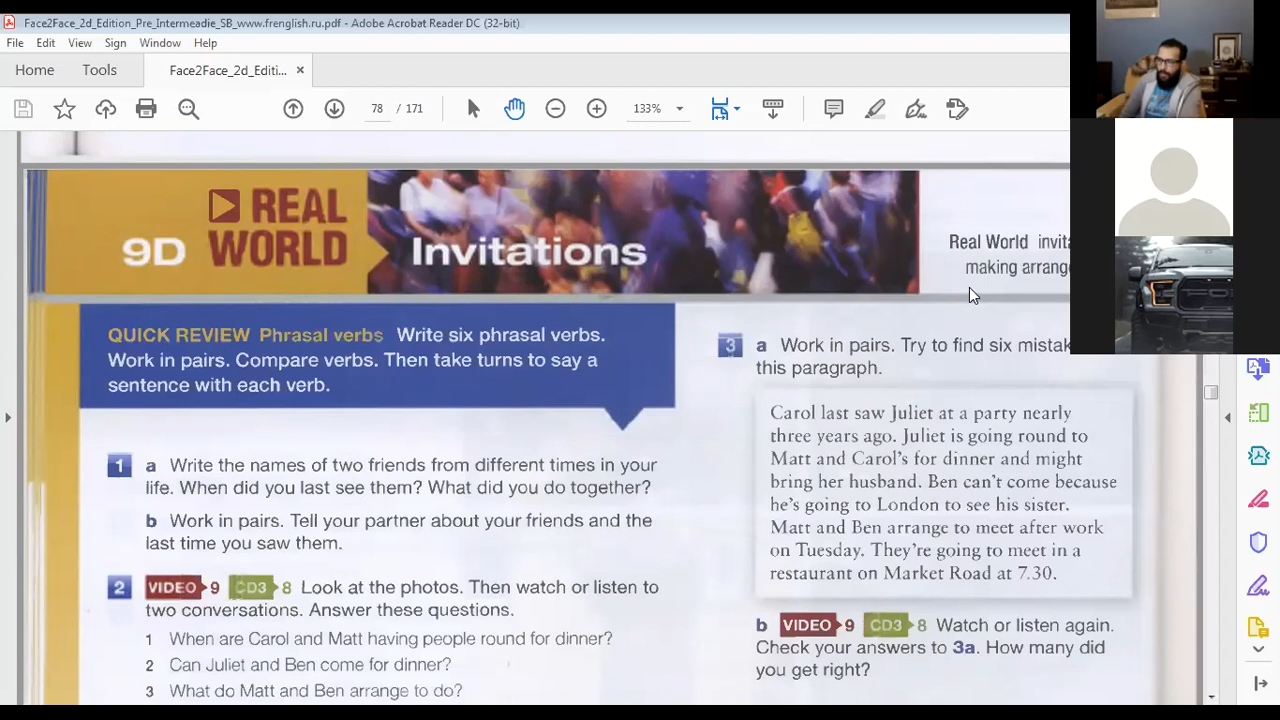 Face2Face_2d_Edition_Pre_Intermeadie_SB_www.frenglish.ru.pdf - Adobe Acrobat Reader DC (32-bit)
File Edit View Sign Window Help
Home Tools Face2Face_2d_Editi... ×
78 / 171 133%
REAL
9D WORLD Invitations
Real World invita
making arrang
QUICK REVIEW Phrasal verbs Write six phrasal verbs.
Work in pairs. Compare verbs. Then take turns to say a
sentence with each verb.
1 a Write the names of two friends from different times in your
life. When did you last see them? What did you do together?
b Work in pairs. Tell your partner about your friends and the
last time you saw them.
2 VIDEO 9 CD3 8 Look at the photos. Then watch or listen to
two conversations. Answer these questions.
1 When are Carol and Matt having people round for dinner?
2 Can Juliet and Ben come for dinner?
3 What do Matt and Ben arrange to do?
3 a Work in pairs. Try to find six mistak
this paragraph.
Carol last saw Juliet at a party nearly
three years ago. Juliet is going round to
Matt and Carol's for dinner and might
bring her husband. Ben can't come because
he's going to London to see his sister.
Matt and Ben arrange to meet after work
on Tuesday. They're going to meet in a
restaurant on Market Road at 7.30.
b VIDEO 9 CD3 8 Watch or listen again.
Check your answers to 3a. How many did
you get right?